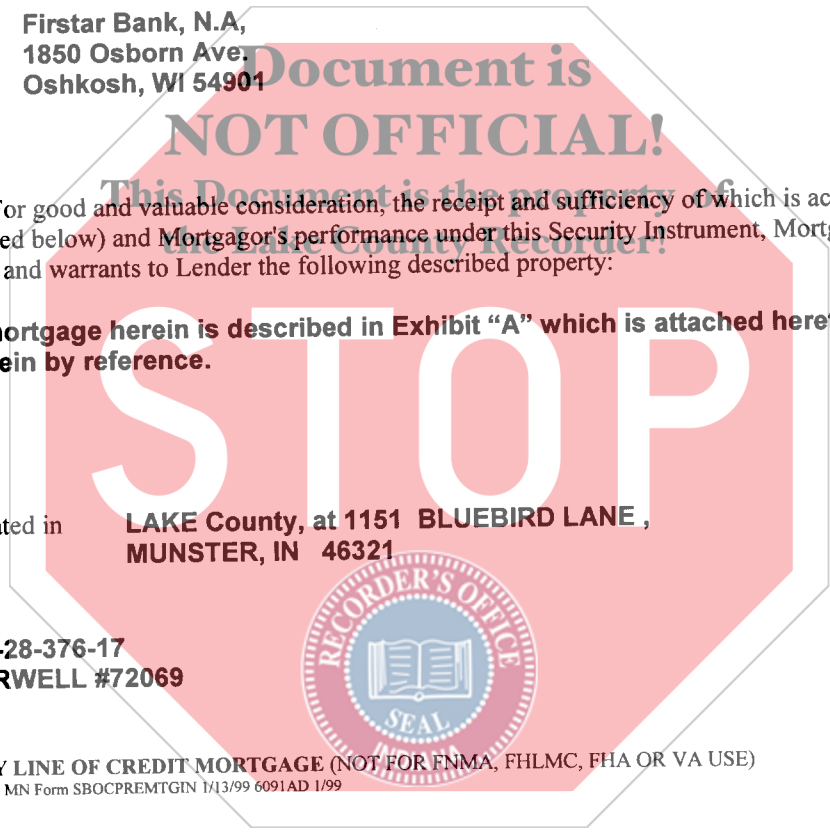 Firstar Bank, N.A,
1850 Osborn Ave.
Oshkosh, WI 54901
Document is
NOT OFFICIAL!
This Document is the property of
the Lake County Recorder!
For good and valuable consideration, the receipt and sufficiency of which is ac
ed below) and Mortgagor's performance under this Security Instrument, Mortg
and warrants to Lender the following described property:
ortgage herein is described in Exhibit “A” which is attached heret
ein by reference.
STOP
ated in LAKE County, at 1151 BLUEBIRD LANE ,
MUNSTER, IN 46321
-28-376-17
RWELL #72069
RECORDER'S OFFICE
SEAL
INDIANA
Y LINE OF CREDIT MORTGAGE (NOT FOR FNMA, FHLMC, FHA OR VA USE)
MN Form SBOCPREMTGIN 1/13/99 6091AD 1/99